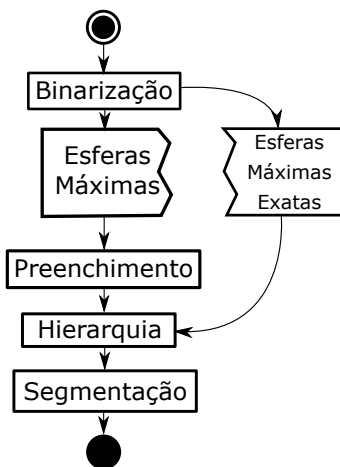 Binarização
Esferas
Máximas
Esferas
Máximas
Exatas
Preenchimento
Hierarquia
Segmentação